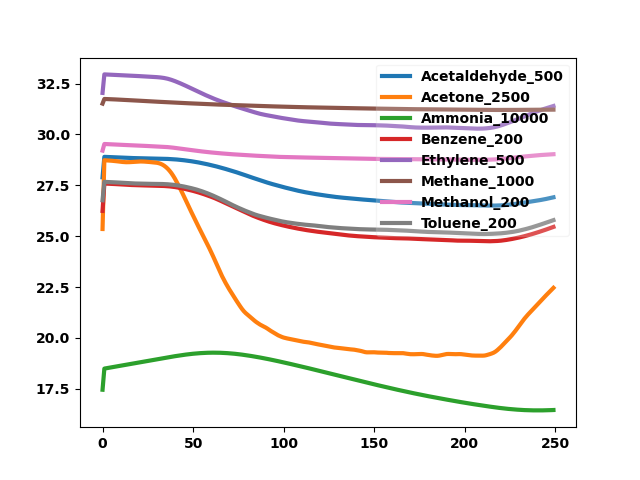 32.5
30.0
27.5
25.0
22.5
20.0
17.5
0
50
100
150
200
250
Acetaldehyde_500
Acetone_2500
Ammonia_10000
Benzene_200
Ethylene_500
Methane_1000
Methanol_200
Toluene_200